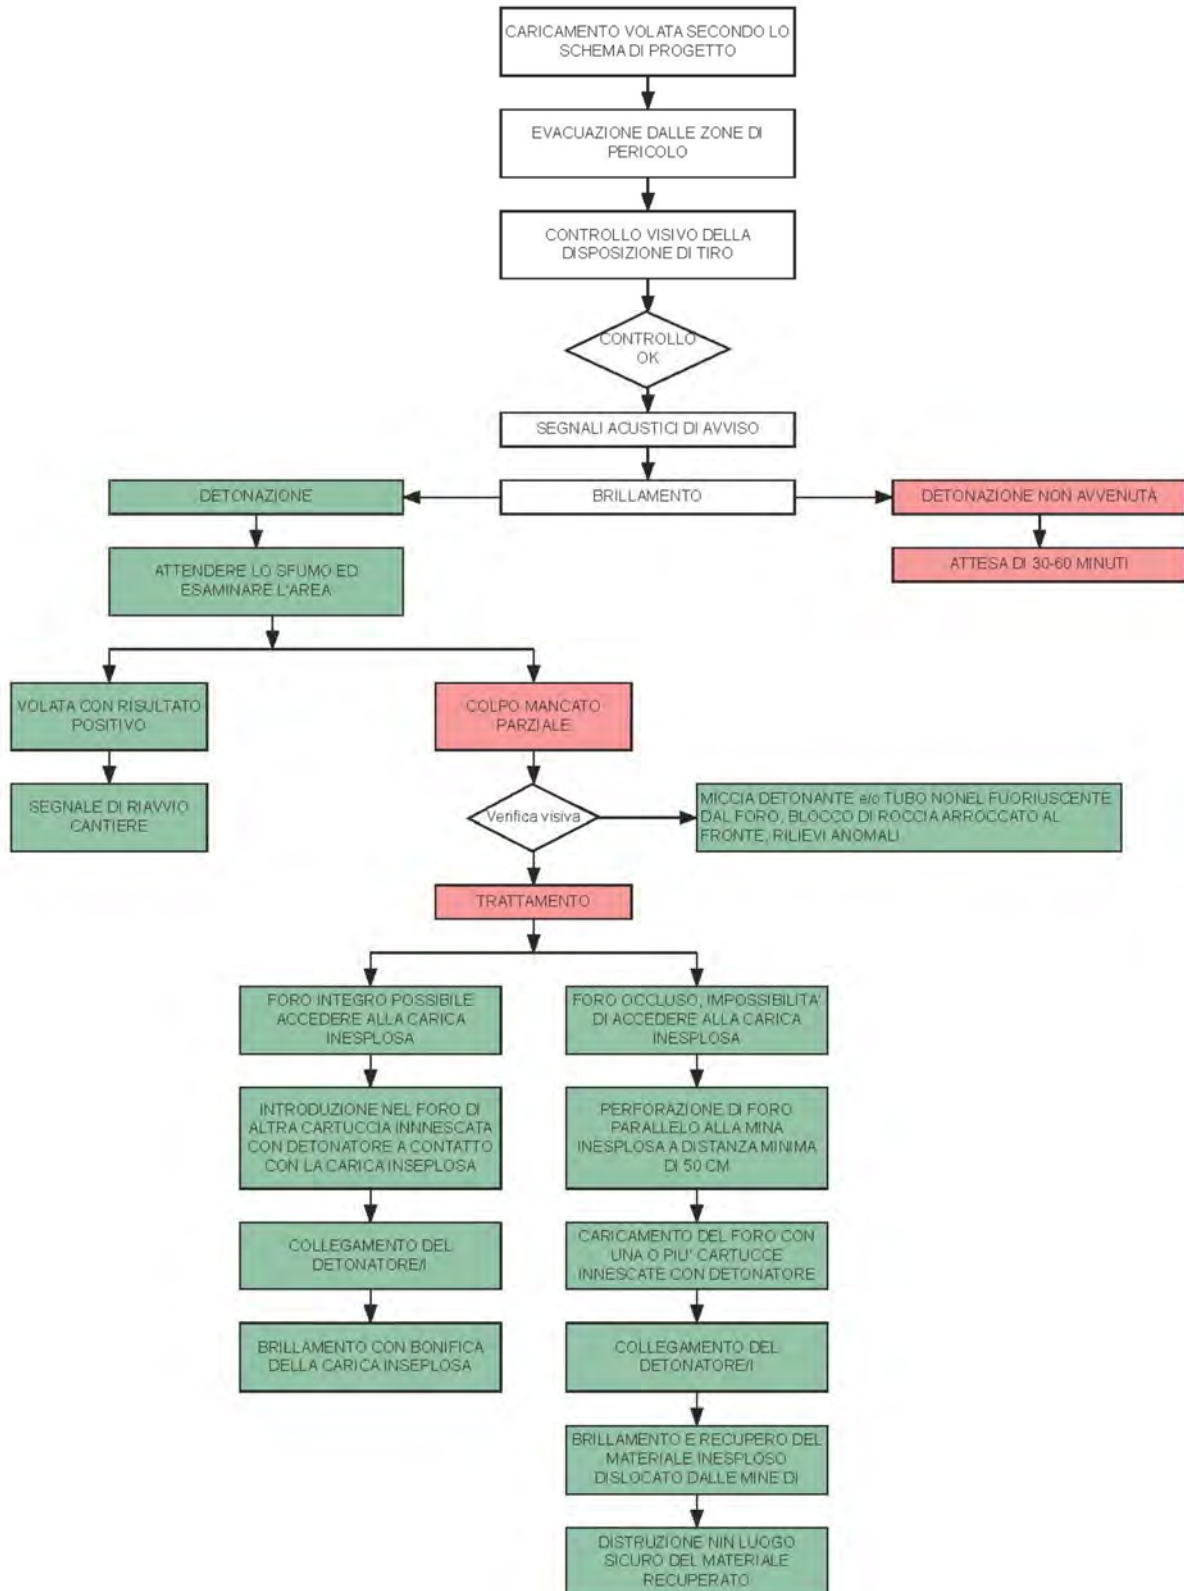 CARICAMENTO VOLATA SECONDO LO
SCHEMA DI PROGETTO
EVACUAZIONE DALLE ZONE DI
PERICOLO
CONTROLLO VISIVO DELLA
DISPOSIZIONE DI TIRO
CONTROLLO
OK
SEGNALI ACUSTICI DI AVVISO
DETONAZIONE
BRILLAMENTO
DETONAZIONE NON AVVENUTA
ATTENDERE LO SFUMO ED
ESAMINARE L'AREA
ATTESA DI 30-60 MINUTI
VOLATA CON RISULTATO
POSITIVO
COLPO MANCATO
PARZIALE
SEGNALE DI RIAVVIO
CANTIERE
Verifica visiva
MICCIA DETONANTE e/o TUBO NONEL FUORIUSCENTE
DAL FORO, BLOCCO DI ROCCIA ARROCCATO AL
FRONTE, RILIEVI ANOMALI
TRATTAMENTO
FORO INTEGRO POSSIBILE
ACCEDERE ALLA CARICA
INESPLOSA
FORO OCCLUSO, IMPOSSIBILITA'
DI ACCEDERE ALLA CARICA
INESPLOSA
INTRODUZIONE NEL FORO DI
ALTRA CARTUCCIA INNNESCATA
CON DETONATORE A CONTATTO
CON LA CARICA INSEPLOSA
PERFORAZIONE DI FORO
PARALLELO ALLA MINA
INESPLOSA A DISTANZA MINIMA
DI 50 CM
COLLEGAMENTO DEL
DETONATORE/I
CARICAMENTO DEL FORO CON
UNA O PIU' CARTUCCE
INNESCATE CON DETONATORE
BRILLAMENTO CON BONIFICA
DELLA CARICA INSEPLOSA
COLLEGAMENTO DEL
DETONATORE/I
BRILLAMENTO E RECUPERO DEL
MATERIALE INESPLOSO
DISLOCATO DALLE MINE DI
DISTRUZIONE NIN LUOGO
SICURO DEL MATERIALE
RECUPERATO